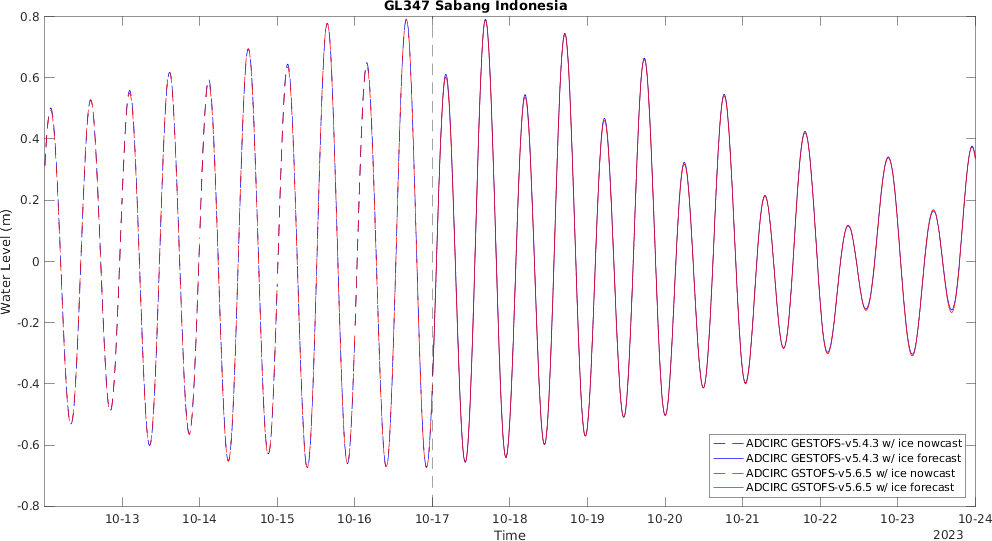 GL347 Sabang Indonesia
0.8
0.6
0.4
0.2
0
-0.2
-0.4
-0.6
-0.8
Water Level (m)
ADCIRC GESTOFS-v5.4.3 w/ ice nowcast
ADCIRC GESTOFS-v5.4.3 w/ ice forecast
ADCIRC GSTOFS-v5.6.5 w/ ice nowcast
ADCIRC GSTOFS-v5.6.5 w/ ice forecast
10-13 10-14 10-15 10-16 10-17 10-18 10-19 10-20 10-21 10-22 10-23 10-24
Time
2023